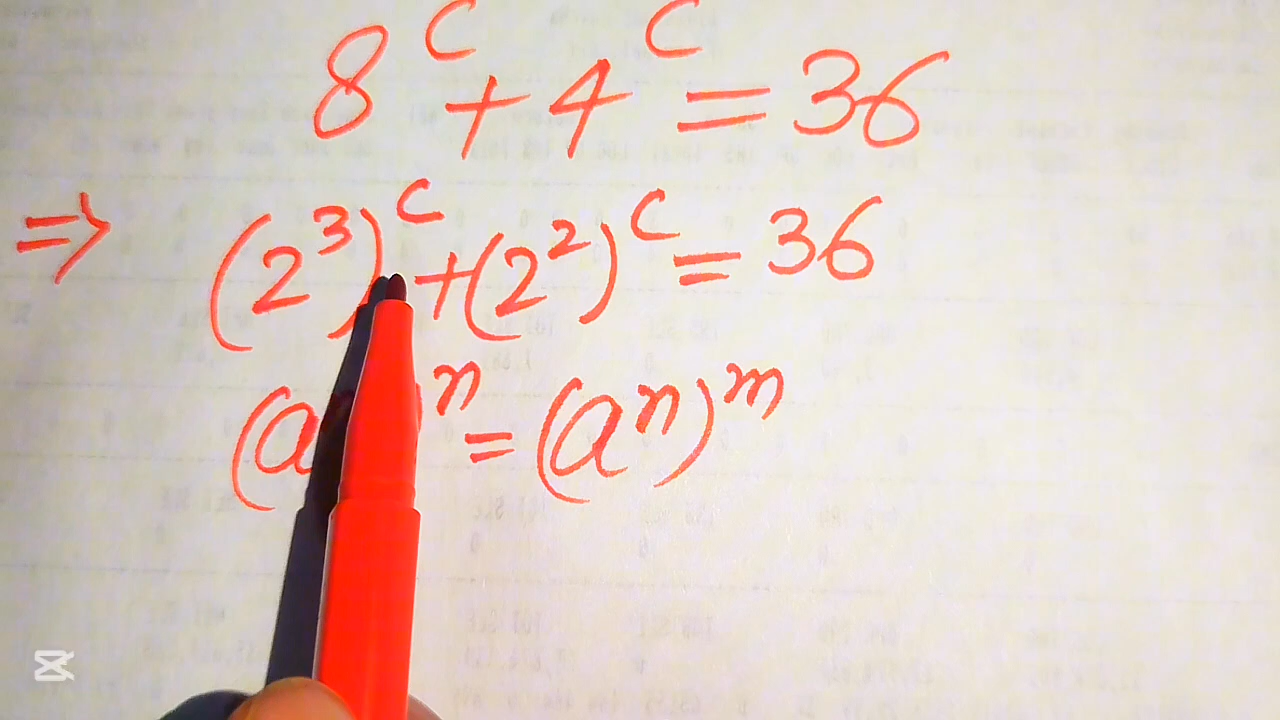 8^c + 4^c = 36
⇒ (2^3)^c + (2^2)^c = 36
(a )^n = (a^n)^m